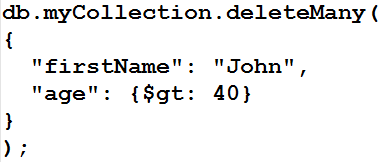 db.myCollection.deleteMany(
{
  "firstName": "John",
  "age": {$gt: 40}
}
);